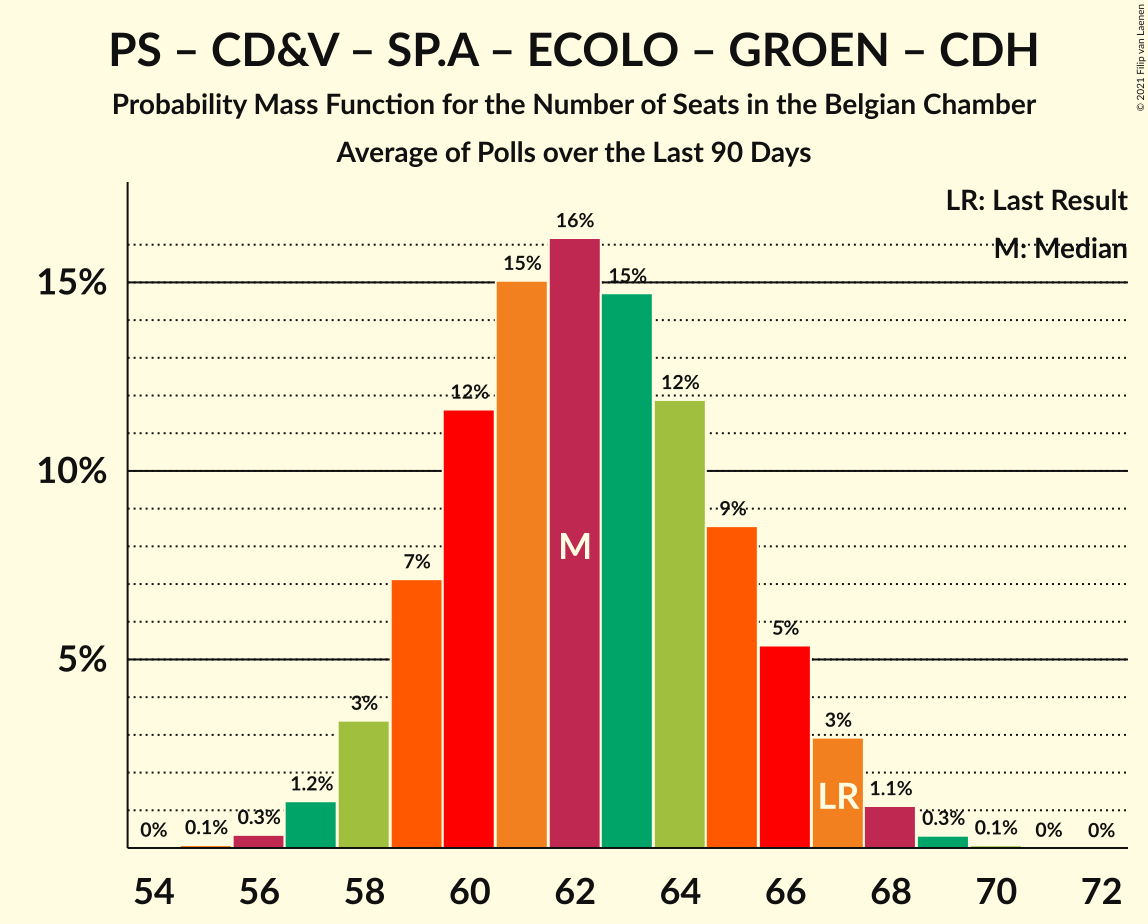 PS – CD&V – SP.A – ECOLO – GROEN – CDH
Probability Mass Function for the Number of Seats in the Belgian Chamber
Average of Polls over the Last 90 Days
© 2021 Filip van Laenen
LR: Last Result
M: Median
15%
10%
5%
0%
0.1%
0.3%
1.2%
3%
7%
12%
15%
16%
15%
12%
9%
5%
3%
1.1%
0.3%
0.1%
0%
0%
M
LR
54 56 58 60 62 64 66 68 70 72